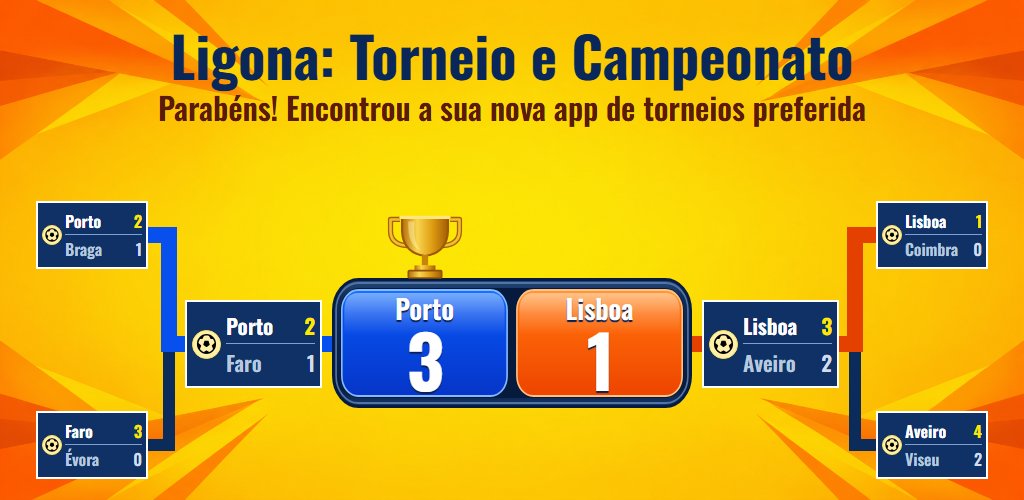 Ligona: Torneio e Campeonato
Parabéns! Encontrou a sua nova app de torneios preferida
Porto 2
Braga 1
Faro 3
Évora 0
Porto 2
Faro 1
Porto
3
Lisboa
1
Lisboa 3
Aveiro 2
Lisboa 1
Coimbra 0
Aveiro 4
Viseu 2